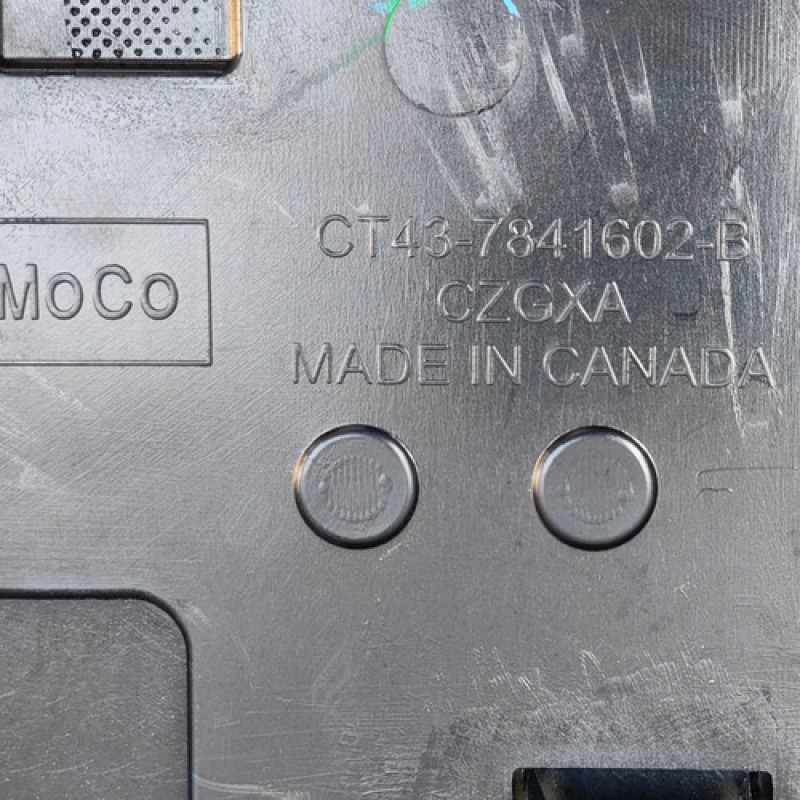 MoCo
CT43-7841602-B
CZGXA
MADE IN CANADA